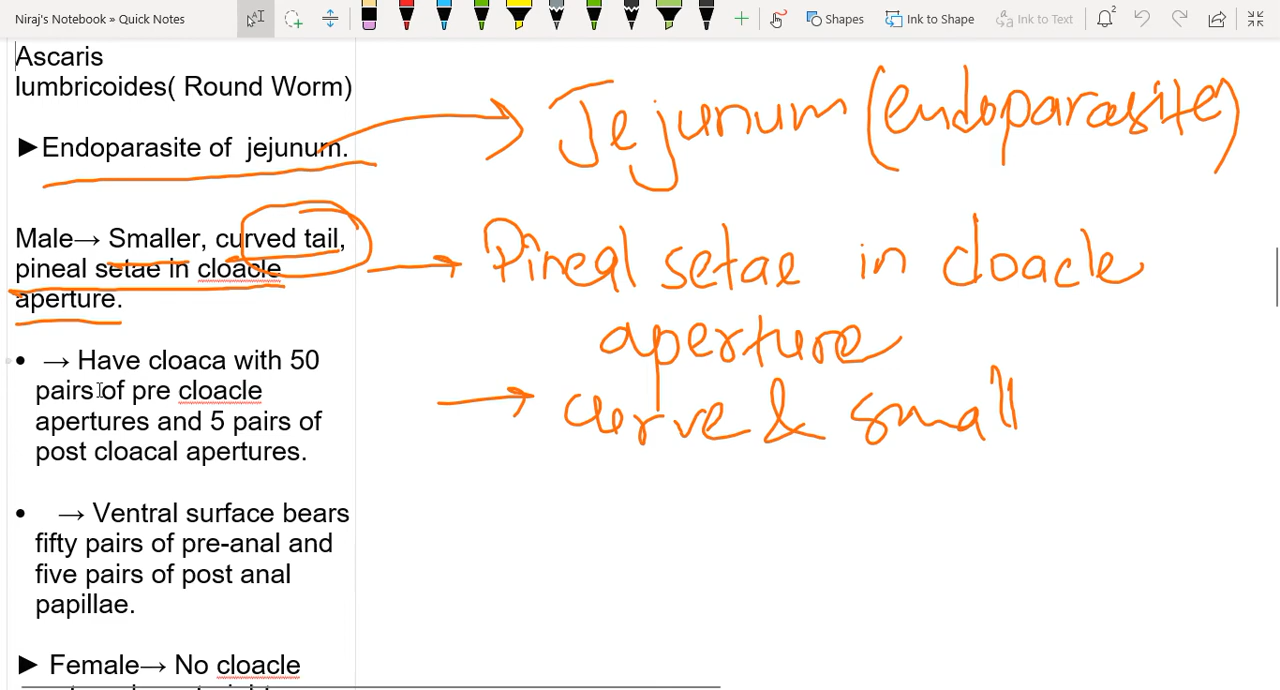 Niraj's Notebook » Quick Notes
Shapes
Ink to Shape
Ink to Text
2
Ascaris
lumbricoides( Round Worm)
►Endoparasite of jejunum.
Male→ Smaller, curved tail,
pineal setae in cloacle
aperture.
• → Have cloaca with 50
pairs of pre cloacle
apertures and 5 pairs of
post cloacal apertures.
• → Ventral surface bears
fifty pairs of pre-anal and
five pairs of post anal
papillae.
► Female→ No cloacle
→ Jejunum (endoparasite)
→ Pineal setae in cloacle
aperture
→ curve & small